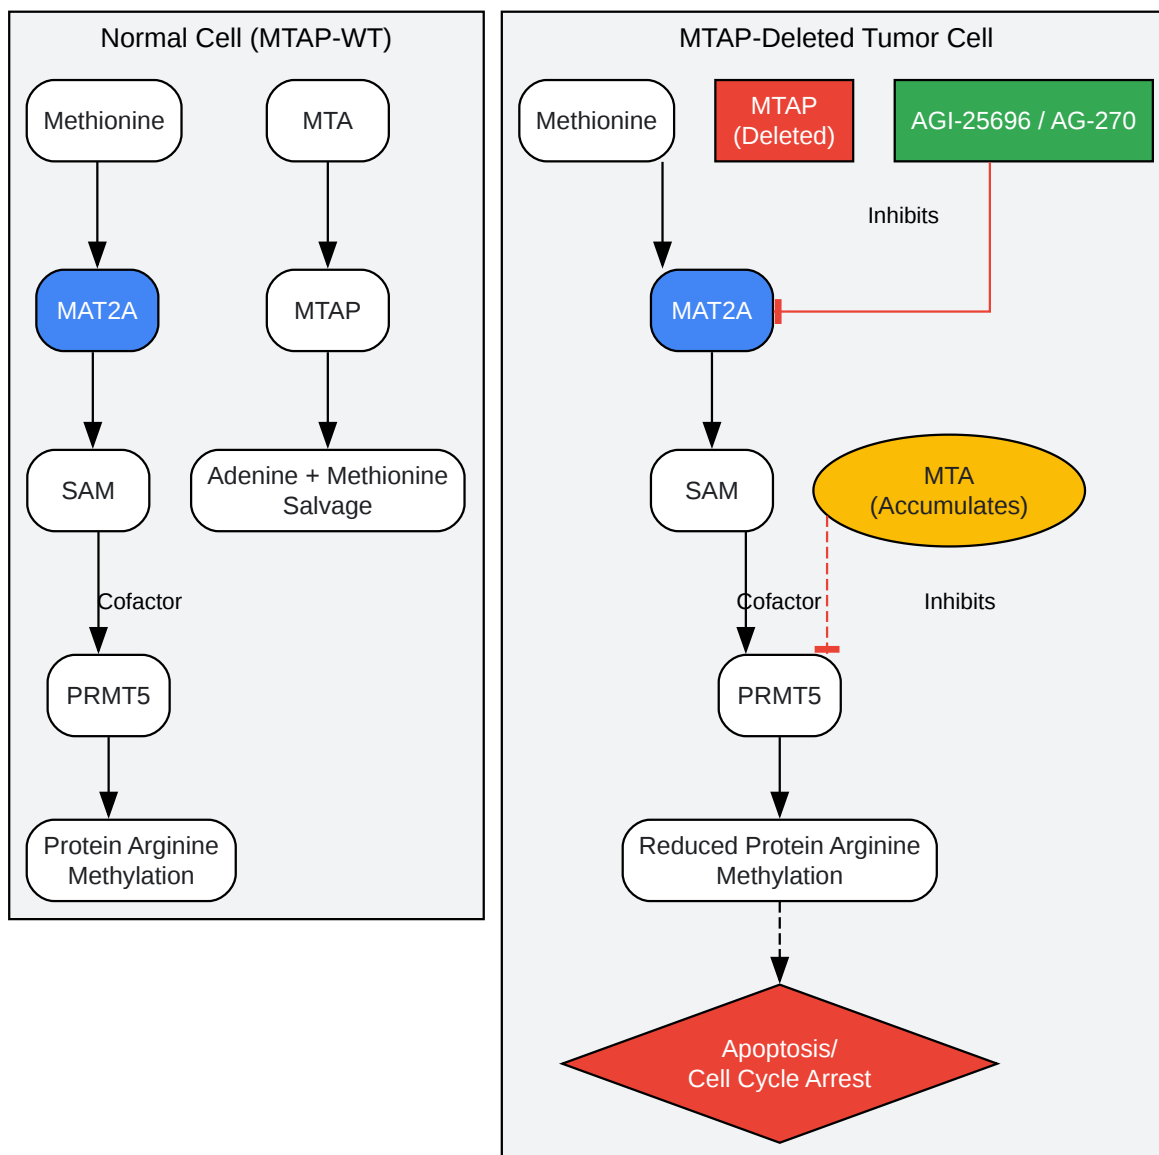 Normal Cell (MTAP-WT)
Methionine
MTA
MAT2A
MTAP
SAM
Adenine + Methionine
Salvage
Cofactor
PRMT5
Protein Arginine
Methylation
MTAP-Deleted Tumor Cell
Methionine
MTAP
(Deleted)
AGI-25696 / AG-270
Inhibits
MAT2A
SAM
MTA
(Accumulates)
Cofactor
Inhibits
PRMT5
Reduced Protein Arginine
Methylation
Apoptosis/
Cell Cycle Arrest